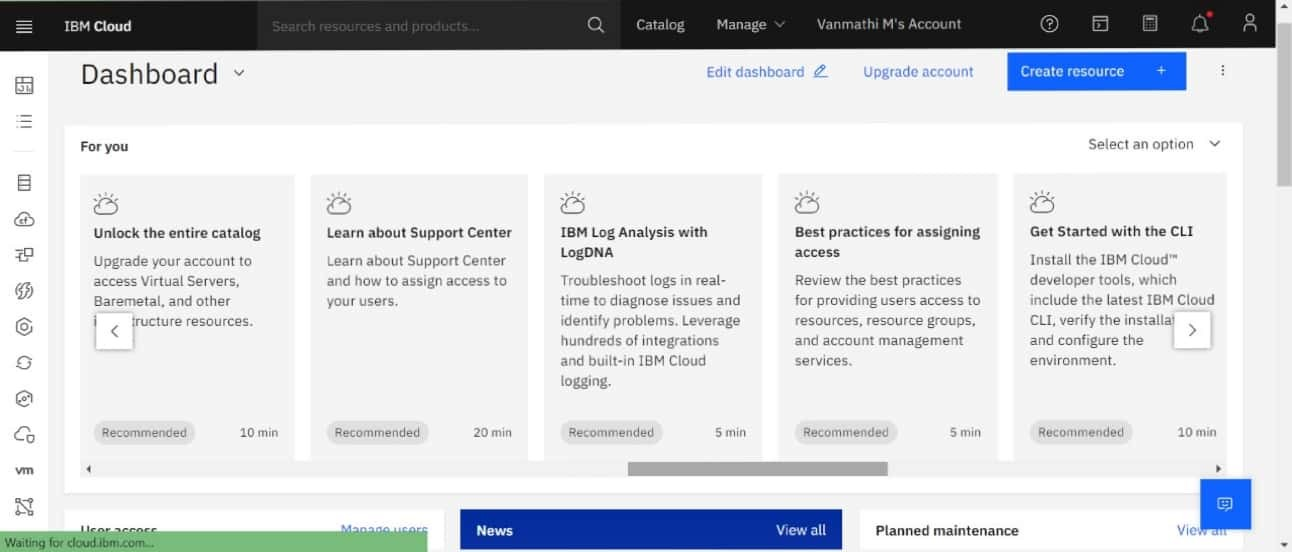 IBM Cloud
Search resources and products...
Catalog
Manage
Vanmathi M's Account
Dashboard
Edit dashboard
Upgrade account
Create resource +
For you
Select an option
Unlock the entire catalog
Upgrade your account to
access Virtual Servers,
Baremetal, and other
structure resources.
Recommended
10 min
Learn about Support Center
Learn about Support Center
and how to assign access to
your users.
Recommended
20 min
IBM Log Analysis with
LogDNA
Troubleshoot logs in real-
time to diagnose issues and
identify problems. Leverage
hundreds of integrations
and built-in IBM Cloud
logging.
Recommended
5 min
Best practices for assigning
access
Review the best practices
for providing users access to
resources, resource groups,
and account management
services.
Recommended
5 min
Get Started with the CLI
Install the IBM Cloud™
developer tools, which
include the latest IBM Cloud
CLI, verify the installat
and configure the
environment.
Recommended
10 min
vm
User access
Manage users
News
View all
Planned maintenance
View all
Waiting for cloud.ibm.com...